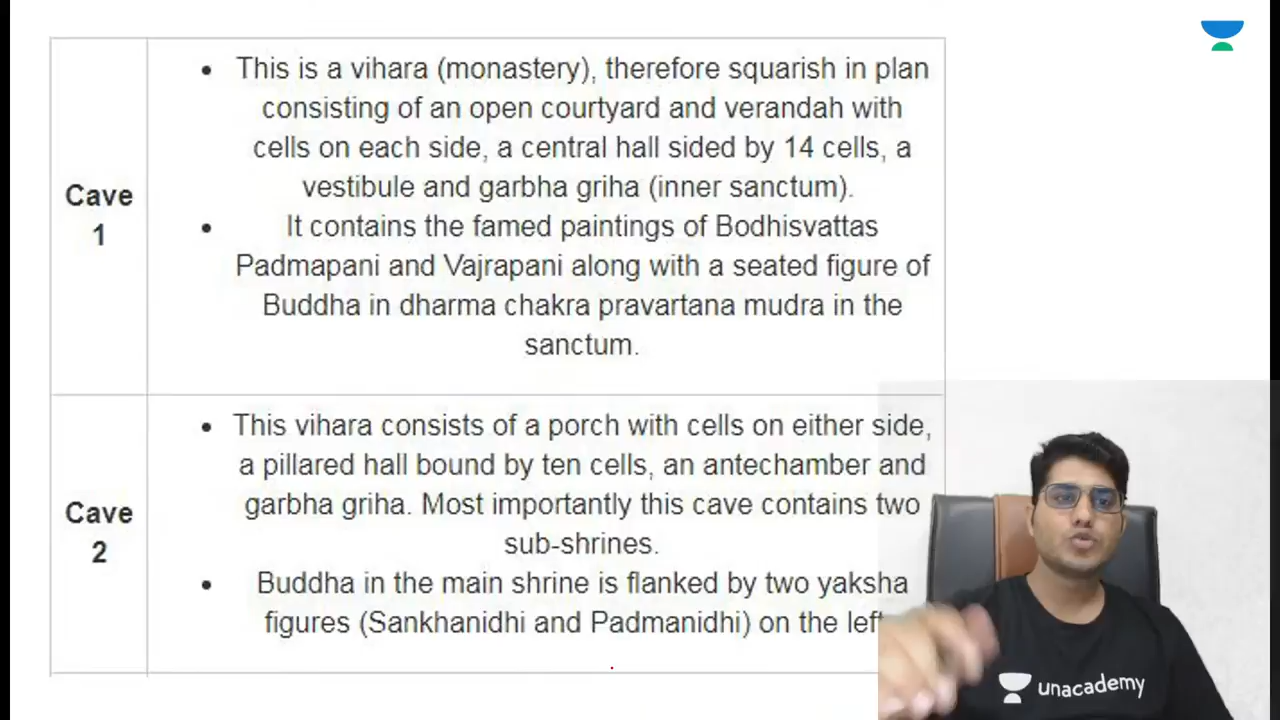 Cave
1
• This is a vihara (monastery), therefore squarish in plan
consisting of an open courtyard and verandah with
cells on each side, a central hall sided by 14 cells, a
vestibule and garbha griha (inner sanctum).
• It contains the famed paintings of Bodhisvattas
Padmapani and Vajrapani along with a seated figure of
Buddha in dharma chakra pravartana mudra in the
sanctum.
Cave
2
• This vihara consists of a porch with cells on either side,
a pillared hall bound by ten cells, an antechamber and
garbha griha. Most importantly this cave contains two
sub-shrines.
• Buddha in the main shrine is flanked by two yaksha
figures (Sankhanidhi and Padmanidhi) on the left
unacademy